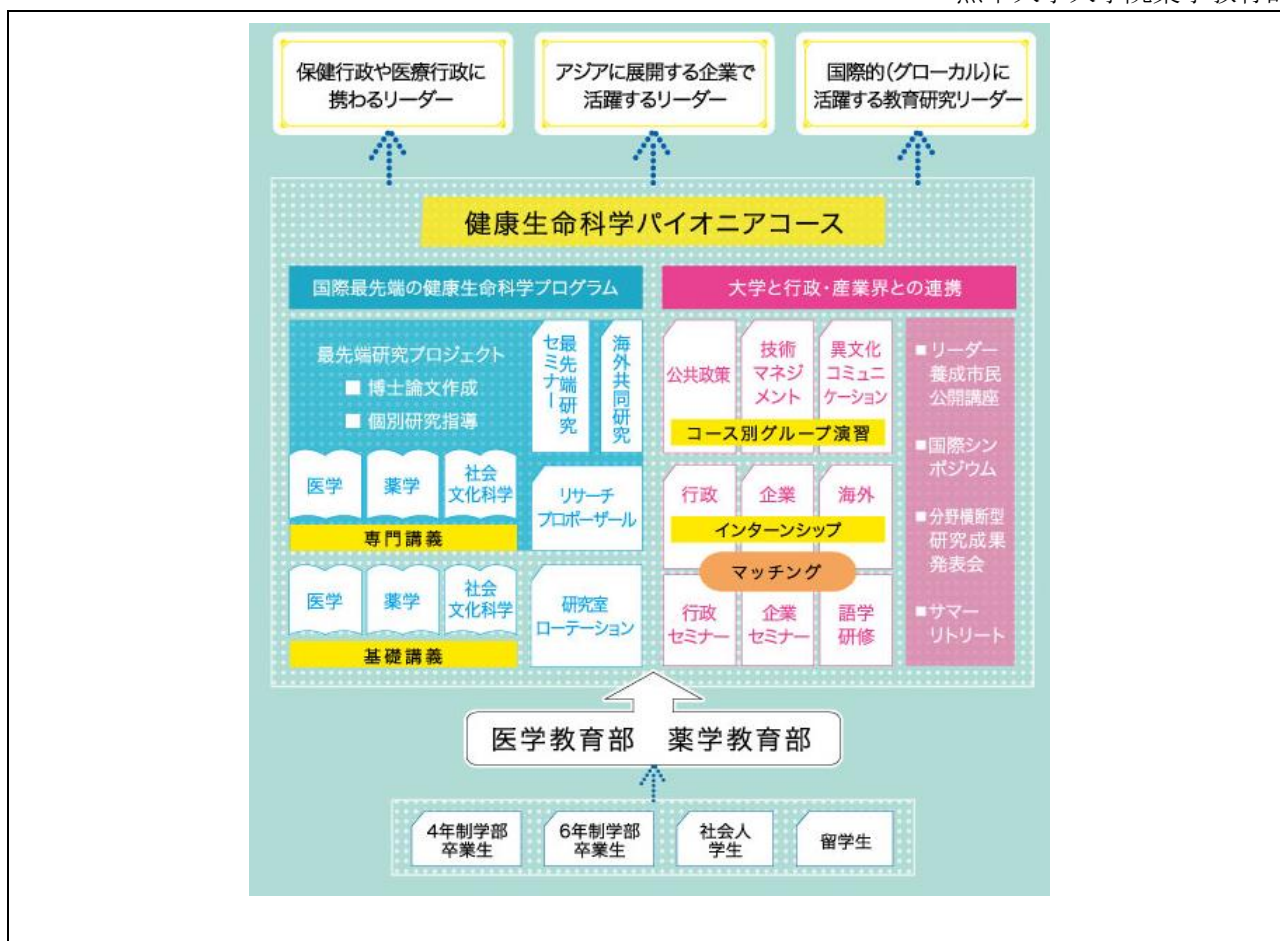 保健行政や医療行政に
携わるリーダー
アジアに展開する企業で
活躍するリーダー
国際的(グローカル)に
活躍する教育研究リーダー
健康生命科学パイオニアコース
国際最先端の健康生命科学プログラム
最先端研究プロジェクト
■ 博士論文作成
■ 個別研究指導
最先端研究
セミナー
海外共同研究
医学
薬学
社会
文化科学
専門講義
リサーチ
プロポーザール
医学
薬学
社会
文化科学
基礎講義
研究室
ローテーション
大学と行政・産業界との連携
公共政策
技術
マネジ
メント
異文化
コミュニ
ケーション
コース別グループ演習
行政
企業
海外
インターンシップ
マッチング
行政
セミナー
企業
セミナー
語学
研修
■リーダー
養成市民
公開講座
■国際シン
ポジウム
■分野横断型
研究成果
発表会
■サマー
リトリート
医学教育部 薬学教育部
4年制学部
卒業生
6年制学部
卒業生
社会人
学生
留学生